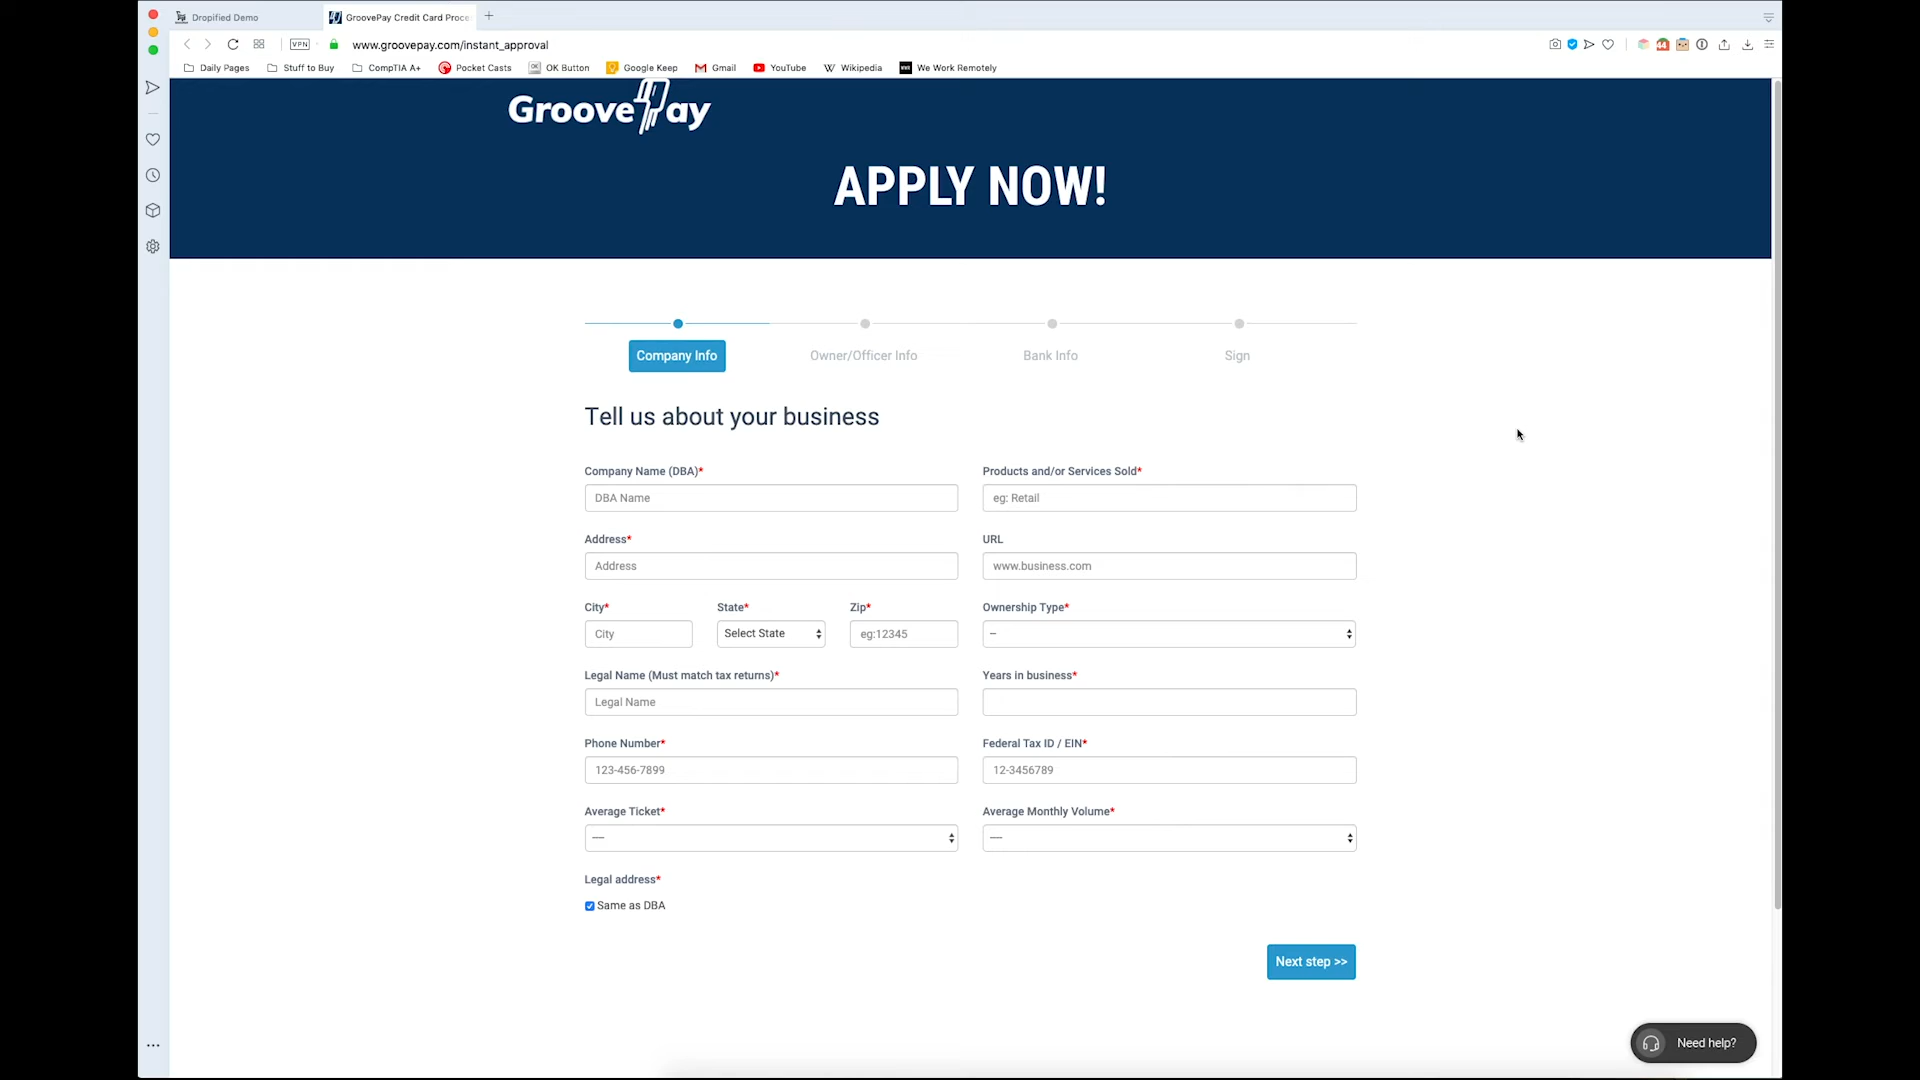 Dropified Demo
GroovePay Credit Card Proce
VPN
www.groovepay.com/instant_approval
Daily Pages
Stuff to Buy
CompTIA A+
Pocket Casts
OK Button
Google Keep
Gmail
YouTube
Wikipedia
We Work Remotely
GroovePay
APPLY NOW!
Company Info
Owner/Officer Info
Bank Info
Sign
Tell us about your business
Company Name (DBA)*
Products and/or Services Sold*
DBA Name
eg: Retail
Address*
URL
Address
www.business.com
City*
State*
Zip*
Ownership Type*
City
Select State
eg:12345
--
Legal Name (Must match tax returns)*
Years in business*
Legal Name
Phone Number*
Federal Tax ID / EIN*
123-456-7899
12-3456789
Average Ticket*
Average Monthly Volume*
----
----
Legal address*
Same as DBA
Next step >>
Need help?